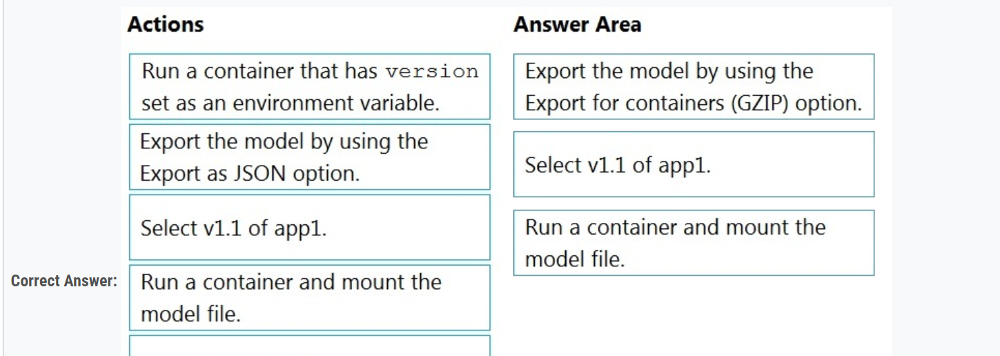 Actions
Run a container that has version
set as an environment variable.
Export the model by using the
Export as JSON option.
Select v1.1 of app1.
Correct Answer:
Run a container and mount the
model file.
Answer Area
Export the model by using the
Export for containers (GZIP) option.
Select v1.1 of app1.
Run a container and mount the
model file.